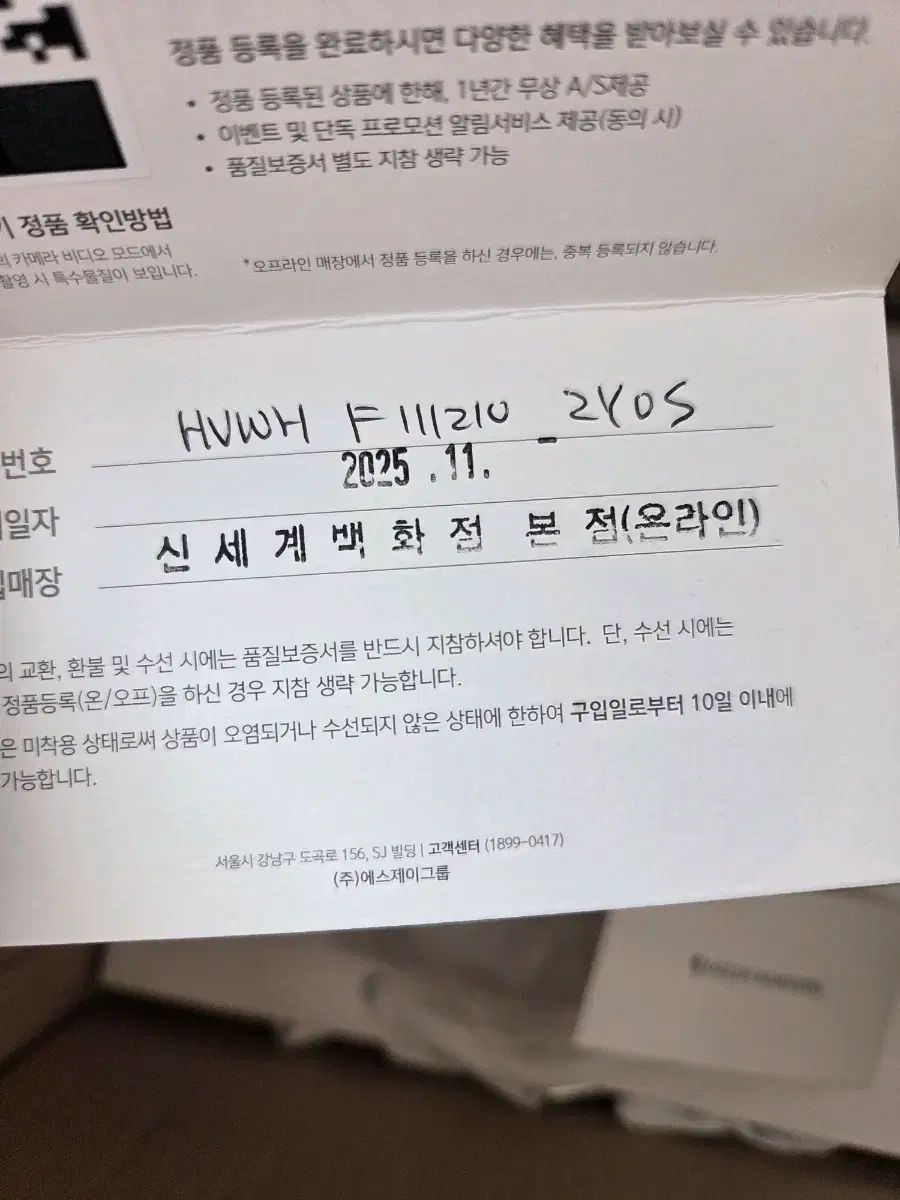 정품 등록을 완료하시면 다양한 혜택을 받아보실 수 있습니다.
• 정품 등록된 상품에 한해, 1년간 무상 A/S제공
• 이벤트 및 단독 프로모션 알림서비스 제공(동의 시)
• 품질보증서 별도 지참 생략 가능
정품 확인방법
카메라 비디오 모드에서
촬영 시 특수물질이 보입니다.
*오프라인 매장에서 정품 등록을 하신 경우에는, 중복 등록되지 않습니다.
번호 HVWH F111210 2Y0S
일자 2025.11. -
매장 신세계백화점 본점(온라인)
의 교환, 환불 및 수선 시에는 품질보증서를 반드시 지참하셔야 합니다. 단, 수선 시에는
정품등록(온/오프)을 하신 경우 지참 생략 가능합니다.
은 미착용 상태로써 상품이 오염되거나 수선되지 않은 상태에 한하여 구입일로부터 10일 이내에
가능합니다.
서울시 강남구 도곡로 156, SJ 빌딩 | 고객센터 (1899-0417)
(주)에스제이그룹